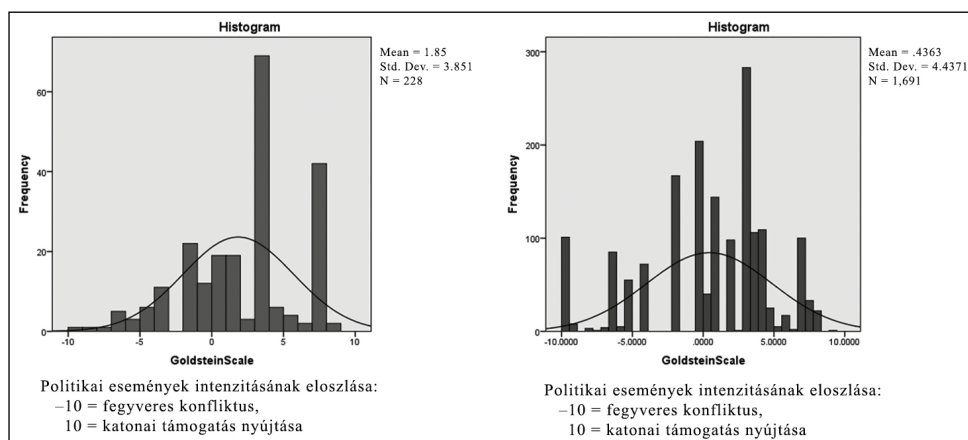 Histogram
Mean = 1.85
Std. Dev. = 3.851
N = 228
Frequency
60
40
20
0
-10
-5
0
5
10
GoldsteinScale
Politikai események intenzitásának eloszlása:
–10 = fegyveres konfliktus,
10 = katonai támogatás nyújtása
Histogram
Mean = .4363
Std. Dev. = 4.4371
N = 1,691
Frequency
300
200
100
0
-10.0000
-5.0000
.0000
5.0000
10.0000
GoldsteinScale
Politikai események intenzitásának eloszlása:
–10 = fegyveres konfliktus,
10 = katonai támogatás nyújtása